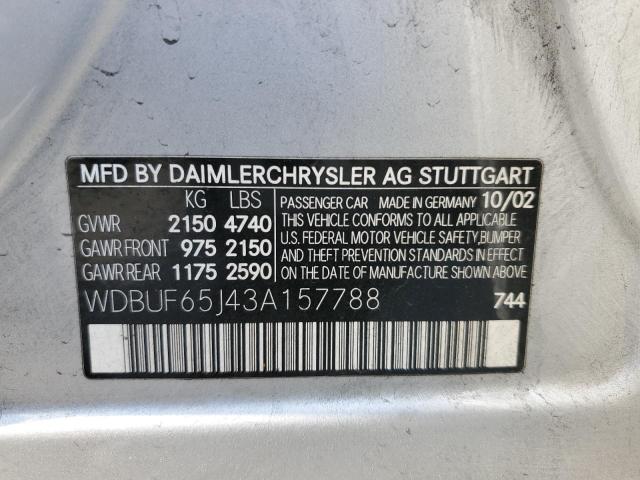 MFD BY DAIMLERCHRYSLER AG STUTTGART
KG LBS
GVWR 2150 4740
GAWR FRONT 975 2150
GAWR REAR 1175 2590
PASSENGER CAR MADE IN GERMANY 10/02
THIS VEHICLE CONFORMS TO ALL APPLICABLE
U.S. FEDERAL MOTOR VEHICLE SAFETY, BUMPER
AND THEFT PREVENTION STANDARDS IN EFFECT
ON THE DATE OF MANUFACTURE SHOWN ABOVE.
WDBUF65J43A157788 744